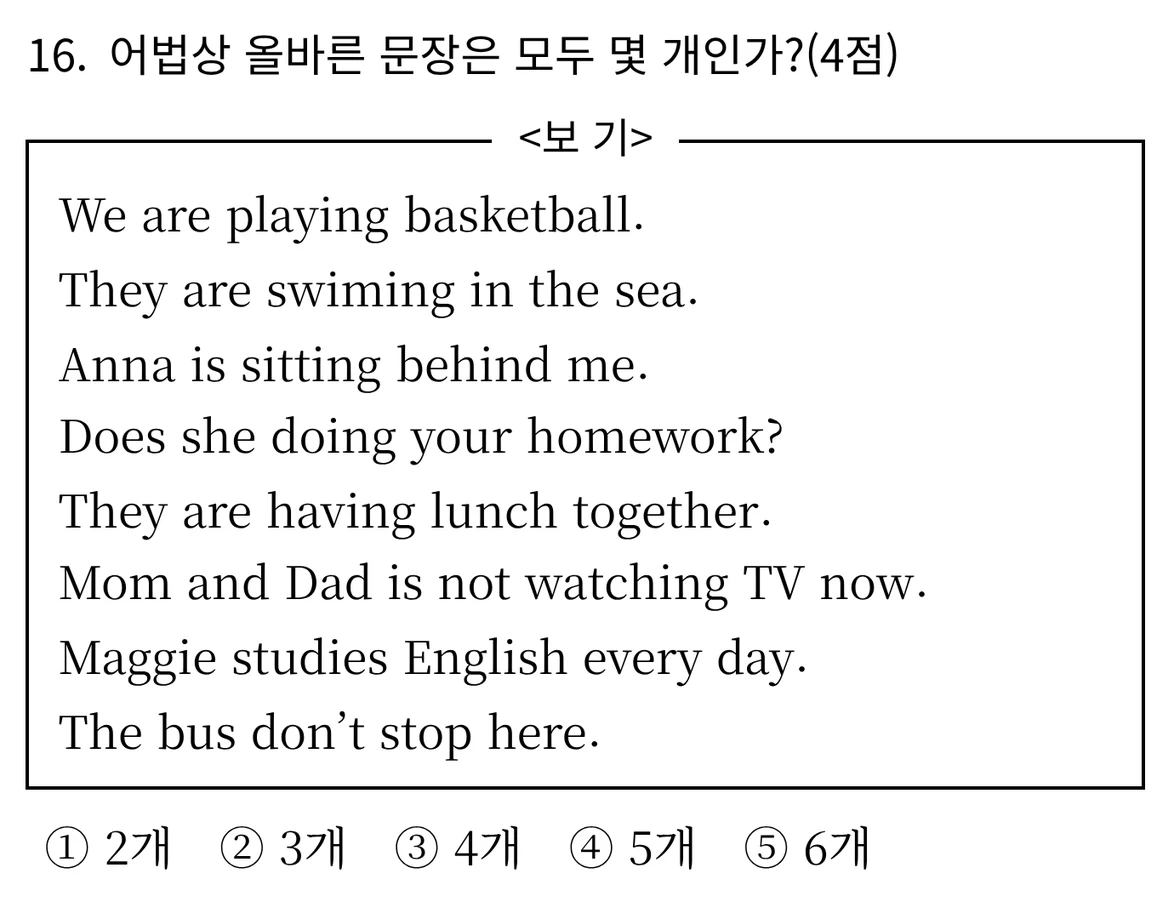 16. 어법상 올바른 문장은 모두 몇 개인가?(4점)
<보 기>
We are playing basketball.
They are swiming in the sea.
Anna is sitting behind me.
Does she doing your homework?
They are having lunch together.
Mom and Dad is not watching TV now.
Maggie studies English every day.
The bus don’t stop here.
① 2개 ② 3개 ③ 4개 ④ 5개 ⑤ 6개